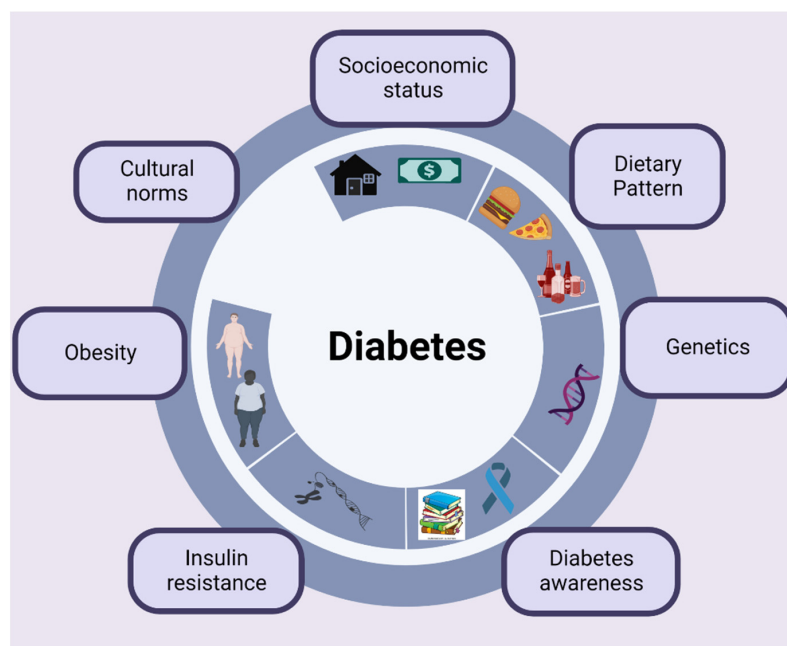 Socioeconomic
status
Cultural
norms
Dietary
Pattern
$
Obesity
Diabetes
Genetics
Insulin
resistance
Diabetes
awareness